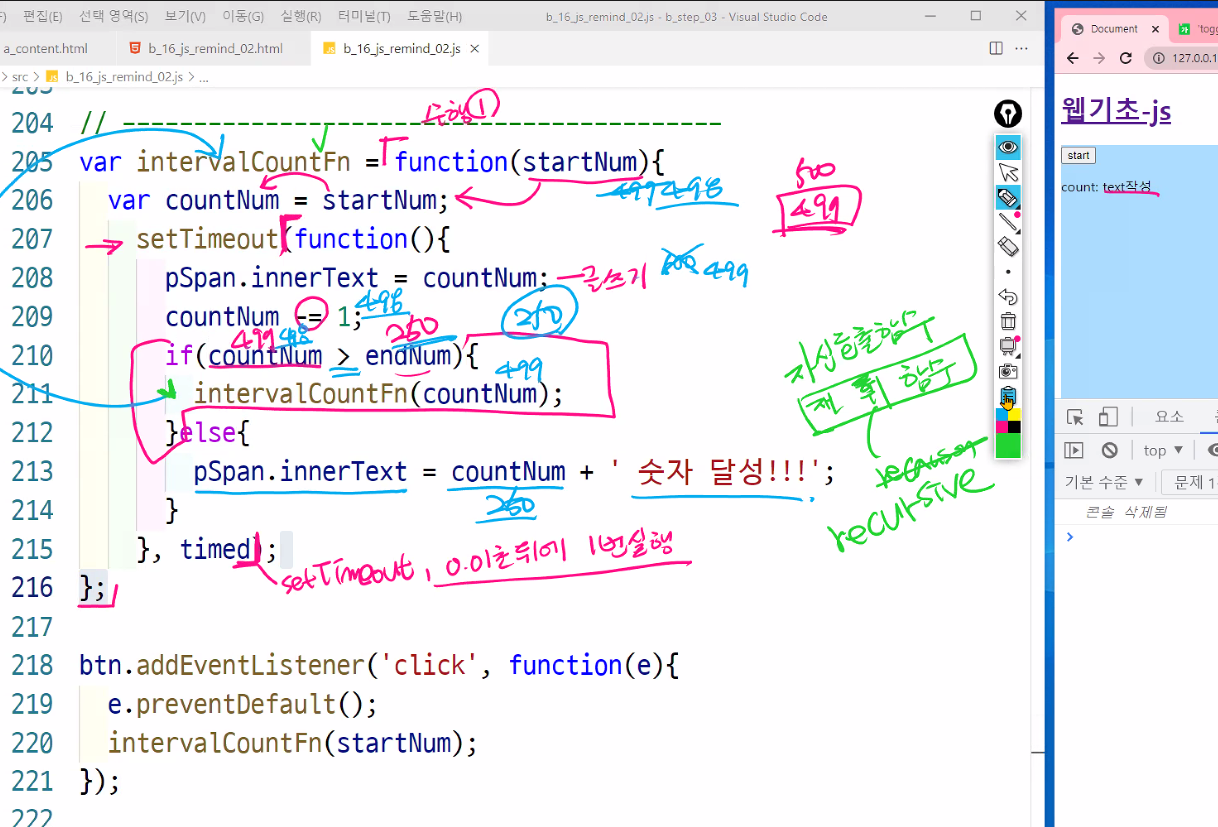 편집(E) 선택 영역(S) 보기(V) 이동(G) 실행(R) 터미널(T) 도움말(H) b_16_js_remind_02.js - b_step_03 - Visual Studio Code
a_content.html b_16_js_remind_02.html b_16_js_remind_02.js
> src > b_16_js_remind_02.js > ...
203
204 // -----------------------------------------
수행 1
205 var intervalCountFn = function(startNum){
499 498
500
499
206 var countNum = startNum;
207 setTimeout(function(){
208 pSpan.innerText = countNum; 글쓰기 500 499
209 countNum -= 1; 498
250
499 498 250
210 if(countNum > endNum){
499
211 intervalCountFn(countNum);
212 }else{
213 pSpan.innerText = countNum + ' 숫자 달성!!!';
250
214 }
215 }, timed);
setTimeout, 0.01초뒤에 1번실행
216 };
217
218 btn.addEventListener('click', function(e){
219 e.preventDefault();
220 intervalCountFn(startNum);
221 });
222
자신호출함수
재 귀 함수
recursive
Document
127.0.0.1
웹기초-js
start
count: text작성
요소
top
기본 수준 문제 1
콘솔 삭제됨